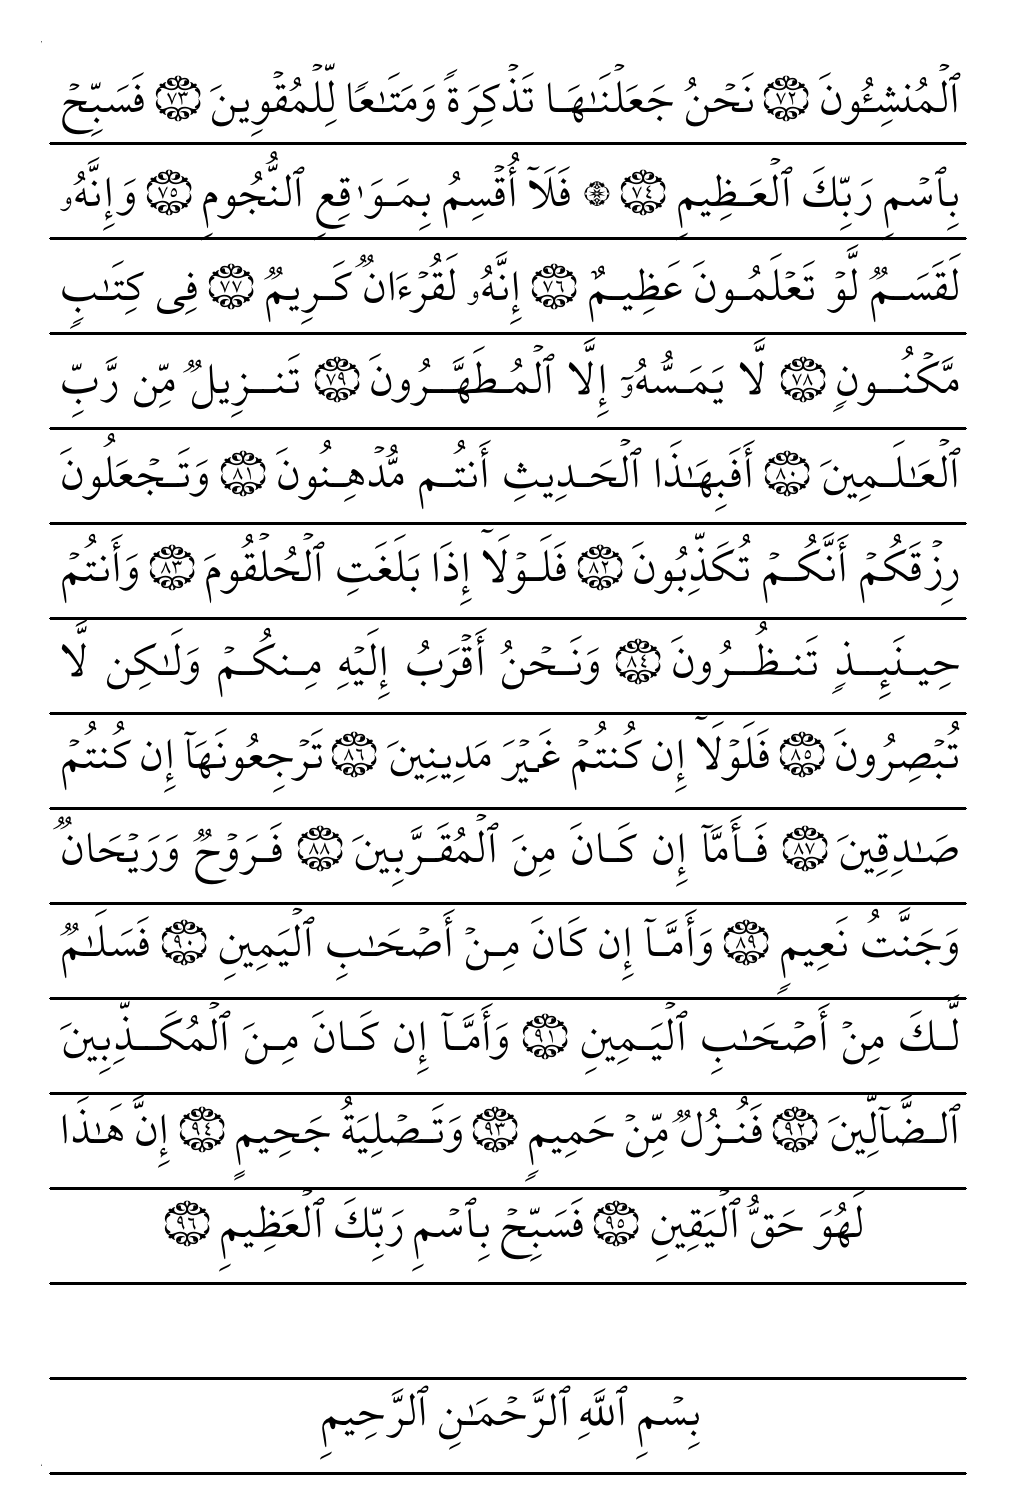 ٱلۡمُنشِـُٔونَ ٧٢ نَحۡنُ جَعَلۡنَٰهَا تَذۡكِرَةٗ وَمَتَٰعٗا لِّلۡمُقۡوِينَ ٧٣ فَسَبِّحۡ
بِٱسۡمِ رَبِّكَ ٱلۡعَظِيمِ ٧٤ ۞ فَلَآ أُقۡسِمُ بِمَوَٰقِعِ ٱلنُّجُومِ ٧٥ وَإِنَّهُۥ
لَقَسَمٞ لَّوۡ تَعۡلَمُونَ عَظِيمٌ ٧٦ إِنَّهُۥ لَقُرۡءَانٞ كَرِيمٞ ٧٧ فِي كِتَٰبٖ
مَّكۡنُونٖ ٧٨ لَّا يَمَسُّهُۥٓ إِلَّا ٱلۡمُطَهَّرُونَ ٧٩ تَنزِيلٞ مِّن رَّبِّ
ٱلۡعَٰلَمِينَ ٨٠ أَفَبِهَٰذَا ٱلۡحَدِيثِ أَنتُم مُّدۡهِنُونَ ٨١ وَتَجۡعَلُونَ
رِزۡقَكُمۡ أَنَّكُمۡ تُكَذِّبُونَ ٨٢ فَلَوۡلَآ إِذَا بَلَغَتِ ٱلۡحُلۡقُومَ ٨٣ وَأَنتُمۡ
حِينَئِذٖ تَنظُرُونَ ٨٤ وَنَحۡنُ أَقۡرَبُ إِلَيۡهِ مِنكُمۡ وَلَٰكِن لَّا
تُبۡصِرُونَ ٨٥ فَلَوۡلَآ إِن كُنتُمۡ غَيۡرَ مَدِينِينَ ٨٦ تَرۡجِعُونَهَآ إِن كُنتُمۡ
صَٰدِقِينَ ٨٧ فَأَمَّآ إِن كَانَ مِنَ ٱلۡمُقَرَّبِينَ ٨٨ فَرَوۡحٞ وَرَيۡحَانٞ
وَجَنَّتُ نَعِيمٖ ٨٩ وَأَمَّآ إِن كَانَ مِنۡ أَصۡحَٰبِ ٱلۡيَمِينِ ٩٠ فَسَلَٰمٞ
لَّكَ مِنۡ أَصۡحَٰبِ ٱلۡيَمِينِ ٩١ وَأَمَّآ إِن كَانَ مِنَ ٱلۡمُكَذِّبِينَ
ٱلضَّآلِّينَ ٩٢ فَنُزُلٞ مِّنۡ حَمِيمٖ ٩٣ وَتَصۡلِيَةُ جَحِيمٍ ٩٤ إِنَّ هَٰذَا
لَهُوَ حَقُّ ٱلۡيَقِينِ ٩٥ فَسَبِّحۡ بِٱسۡمِ رَبِّكَ ٱلۡعَظِيمِ ٩٦
بِسۡمِ ٱللَّهِ ٱلرَّحۡمَٰنِ ٱلرَّحِيمِ